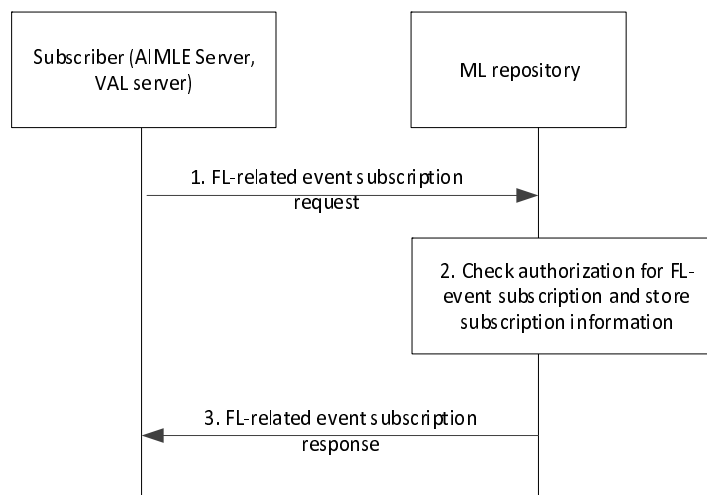 Subscriber (AIMLE Server,
VAL server)
ML repository
1. FL-related event subscription
request
2. Check authorization for FL-
event subscription and store
subscription information
3. FL-related event subscription
response